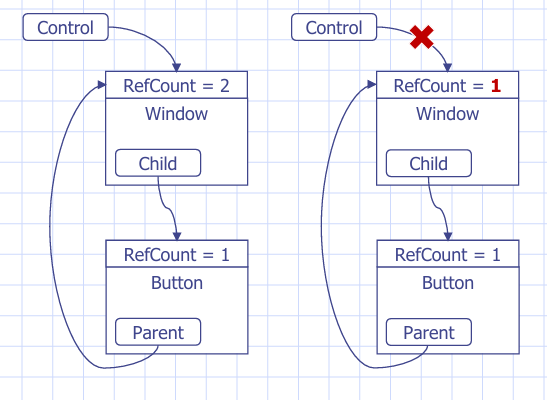 Control
RefCount = 2
Window
Child
RefCount = 1
Button
Parent
Control
RefCount = 1
Window
Child
RefCount = 1
Button
Parent